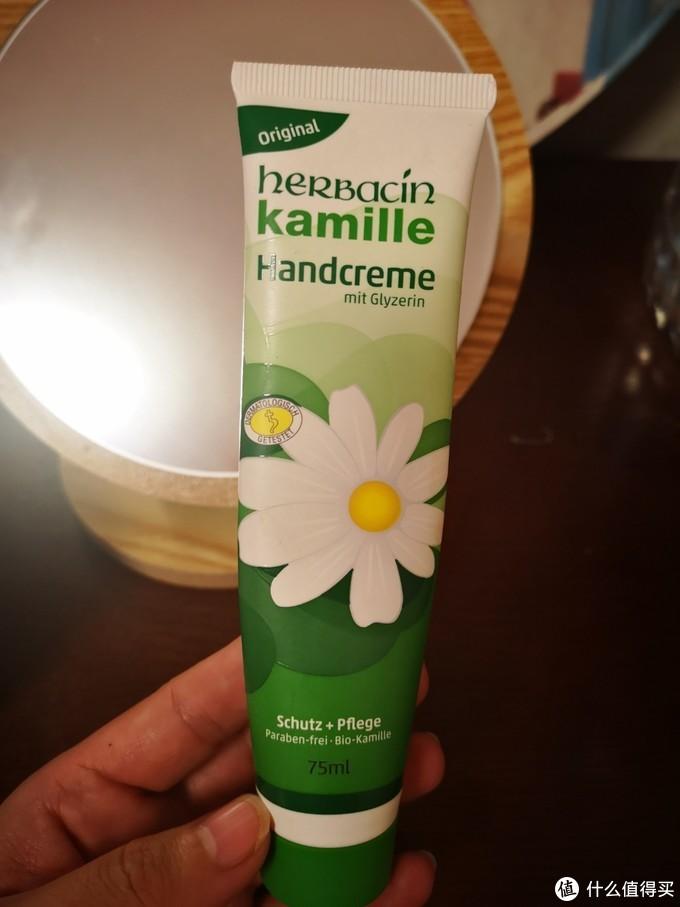 Original
herbacin
kamille
Handcreme
mit Glyzerin
DERMATOLOGISCH
GETESTET
Schutz + Pflege
Paraben-frei · Bio-Kamille
75ml
值 什么值得买